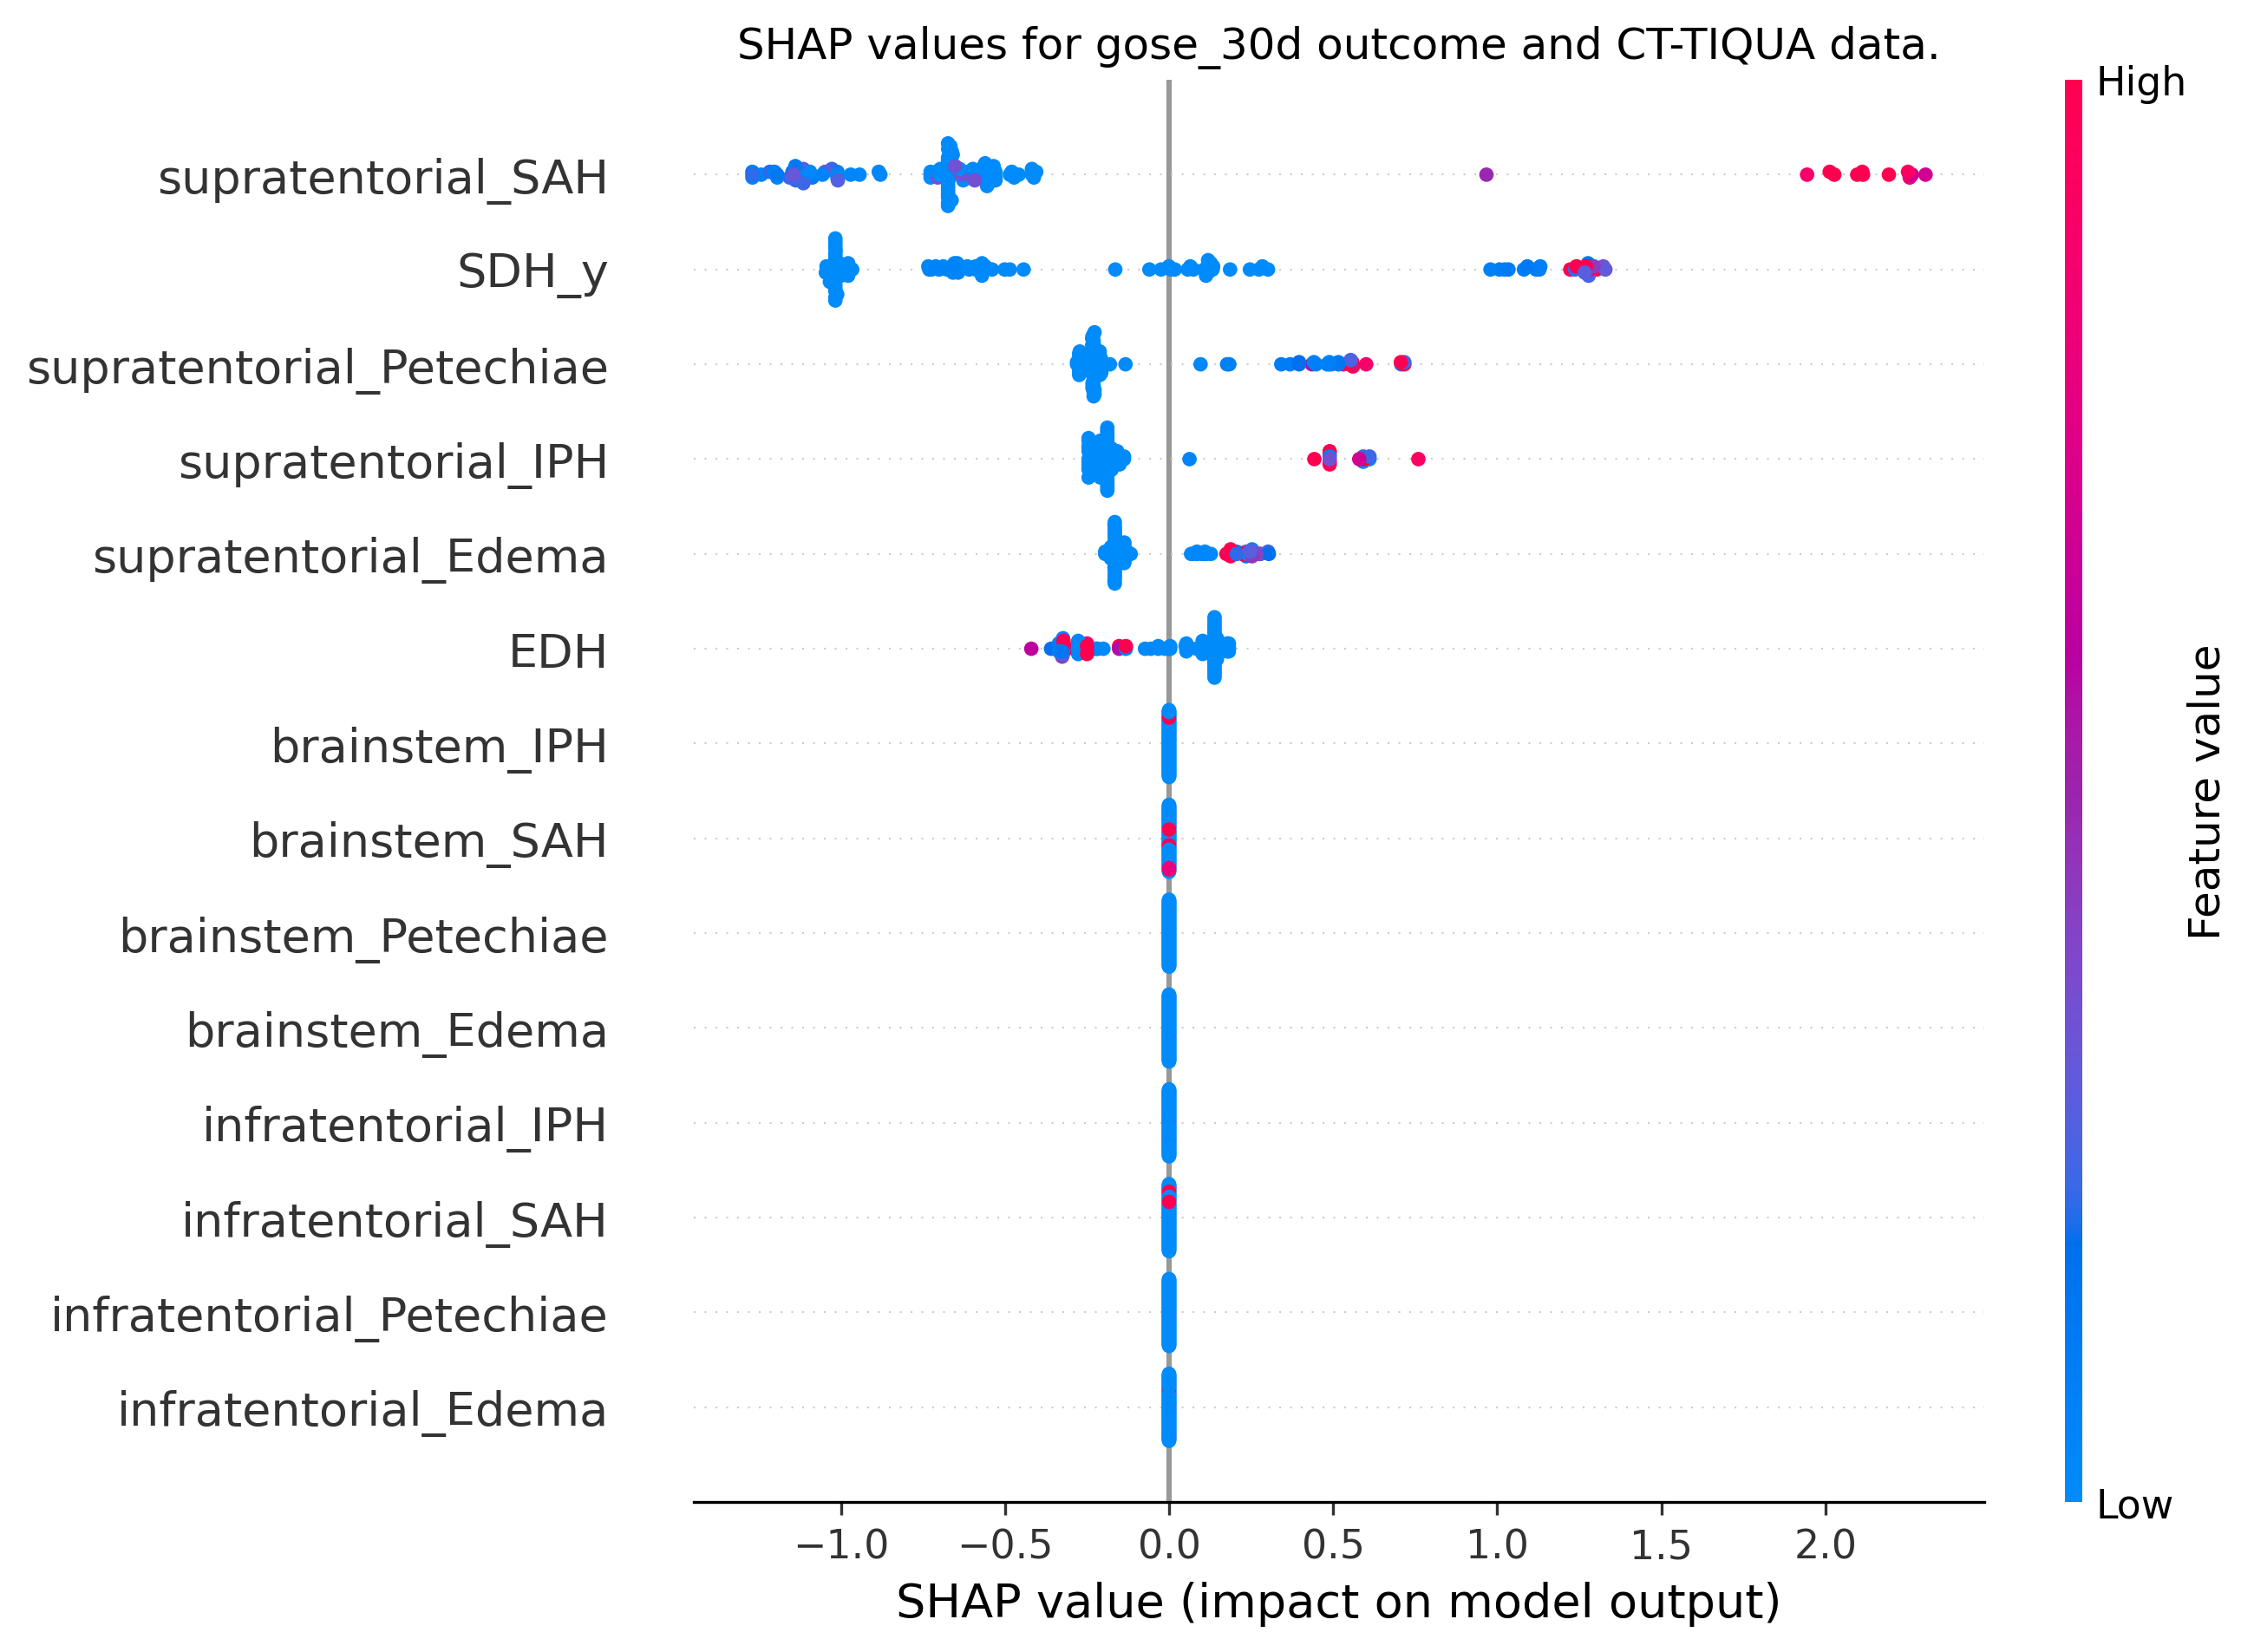 SHAP values for gose_30d outcome and CT-TIQUA data.
High
supratentorial_SAH
SDH_y
supratentorial_Petechiae
supratentorial_IPH
supratentorial_Edema
EDH
brainstem_IPH
brainstem_SAH
brainstem_Petechiae
brainstem_Edema
infratentorial_IPH
infratentorial_SAH
infratentorial_Petechiae
infratentorial_Edema
Feature value
Low
−1.0 −0.5 0.0 0.5 1.0 1.5 2.0
SHAP value (impact on model output)